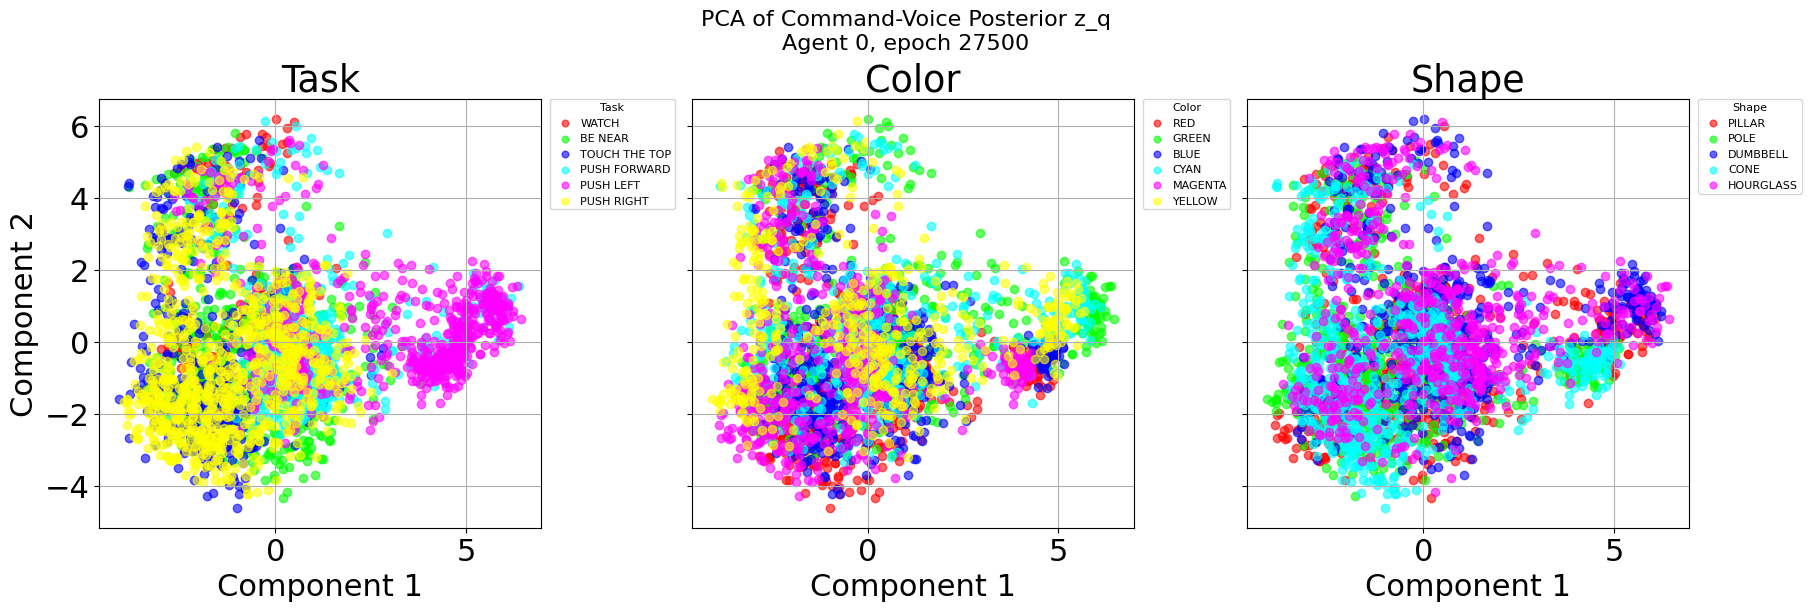 PCA of Command-Voice Posterior z_q
Agent 0, epoch 27500
Task
Color
Shape
Component 2
6
4
2
0
−2
−4
0
5
Component 1
Task
WATCH
BE NEAR
TOUCH THE TOP
PUSH FORWARD
PUSH LEFT
PUSH RIGHT
0
5
Component 1
Color
RED
GREEN
BLUE
CYAN
MAGENTA
YELLOW
0
5
Component 1
Shape
PILLAR
POLE
DUMBBELL
CONE
HOURGLASS